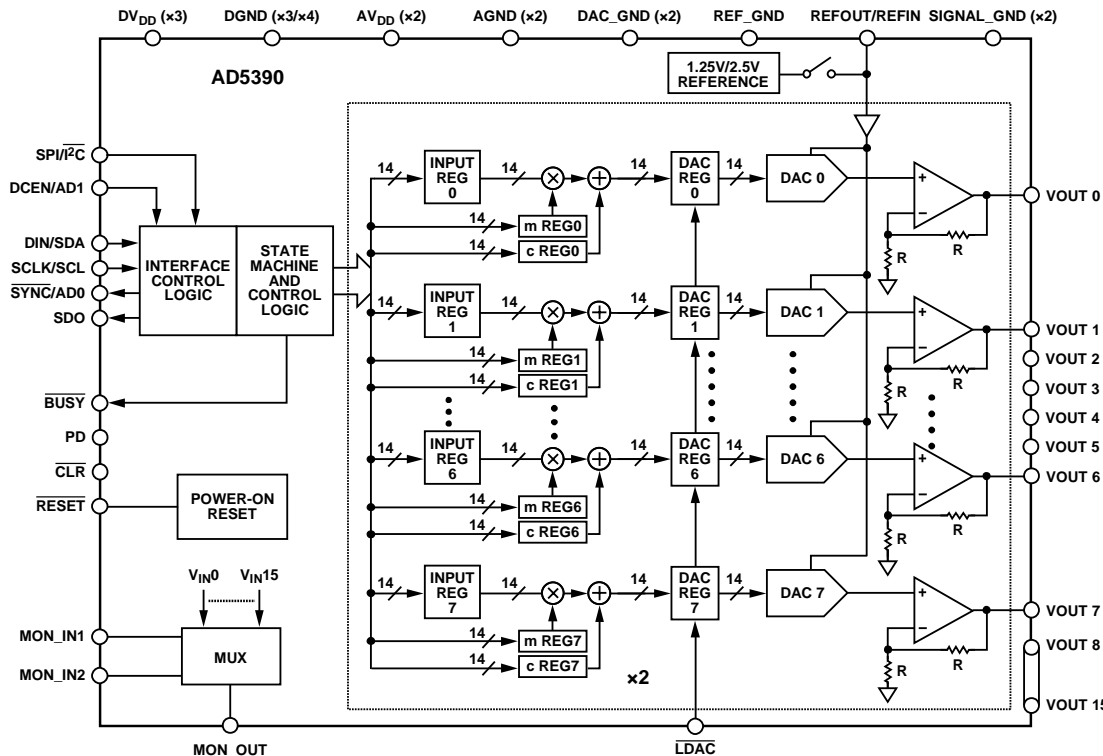 DVDD (×3)
DGND (×3/×4)
AVDD (×2)
AGND (×2)
DAC_GND (×2)
REF_GND
REFOUT/REFIN
SIGNAL_GND (×2)
AD5390
1.25V/2.5V
REFERENCE
SPI/I²C
DCEN/AD1
DIN/SDA
SCLK/SCL
SYNC/AD0
SDO
BUSY
PD
CLR
RESET
MON_IN1
MON_IN2
INTERFACE
CONTROL
LOGIC
STATE
MACHINE
AND
CONTROL
LOGIC
POWER-ON
RESET
VIN0
VIN15
MUX
MON_OUT
14
INPUT
REG
0
14
×
+
14
DAC
REG
0
14
DAC 0
+
−
R
R
VOUT 0
14
m REG0
14
c REG0
14
INPUT
REG
1
14
×
+
14
DAC
REG
1
14
DAC 1
+
−
R
R
VOUT 1
14
m REG1
14
c REG1
VOUT 2
VOUT 3
VOUT 4
VOUT 5
14
INPUT
REG
6
14
×
+
14
DAC
REG
6
14
DAC 6
+
−
R
R
VOUT 6
14
m REG6
14
c REG6
14
INPUT
REG
7
14
×
+
14
DAC
REG
7
14
DAC 7
+
−
R
R
VOUT 7
14
m REG7
14
c REG7
×2
VOUT 8
VOUT 15
LDAC